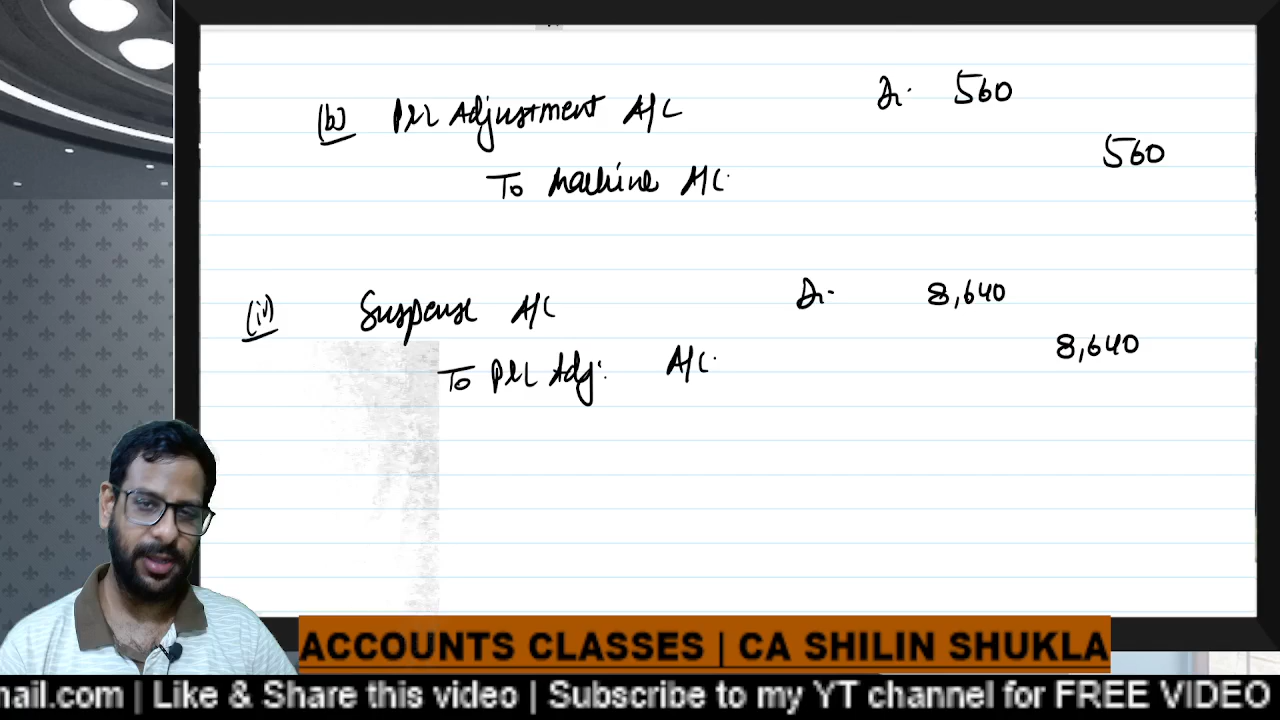 (b) P&L Adjustment A/C Dr. 560
To Machine A/C. 560
(iv) Suspense A/C Dr. 8,640
To P&L Adj. A/C. 8,640
ACCOUNTS CLASSES | CA SHILIN SHUKLA
mail.com | Like & Share this video | Subscribe to my YT channel for FREE VIDEO